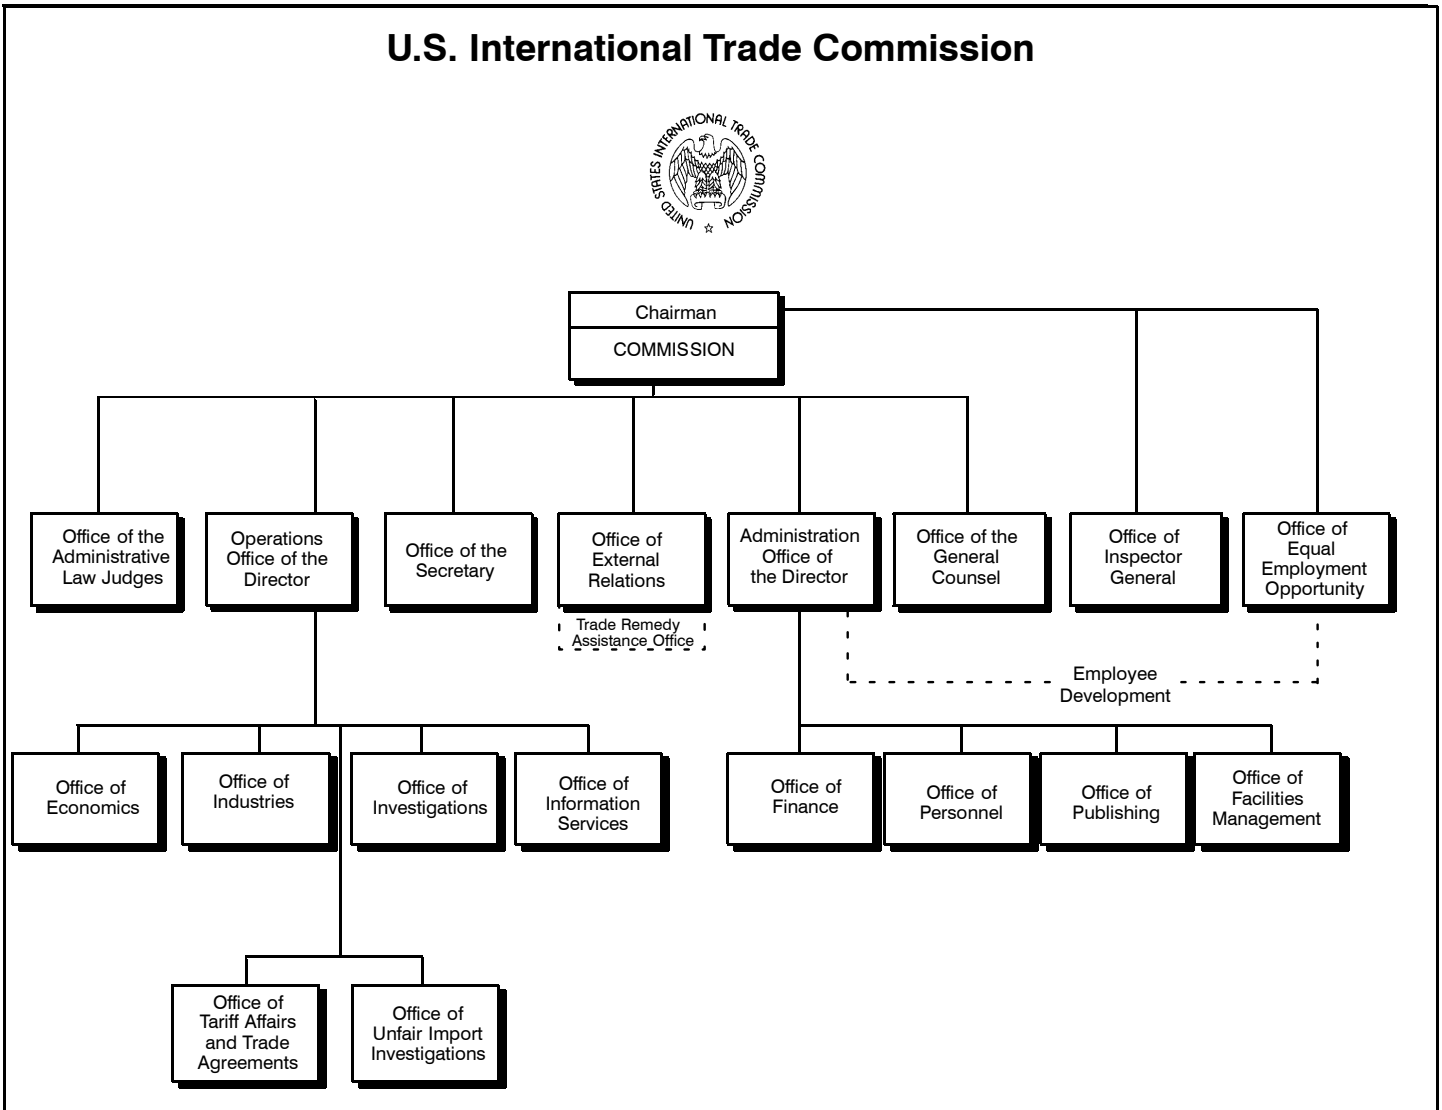 U.S. International Trade Commission
UNITED STATES INTERNATIONAL TRADE COMMISSION
Chairman
COMMISSION
Office of the
Administrative
Law Judges
Operations
Office of the
Director
Office of the
Secretary
Office of
External
Relations
Trade Remedy
Assistance Office
Administration
Office of
the Director
Office of the
General
Counsel
Office of
Inspector
General
Office of
Equal
Employment
Opportunity
Employee
Development
Office of
Economics
Office of
Industries
Office of
Investigations
Office of
Information
Services
Office of
Finance
Office of
Personnel
Office of
Publishing
Office of
Facilities
Management
Office of
Tariff Affairs
and Trade
Agreements
Office of
Unfair Import
Investigations